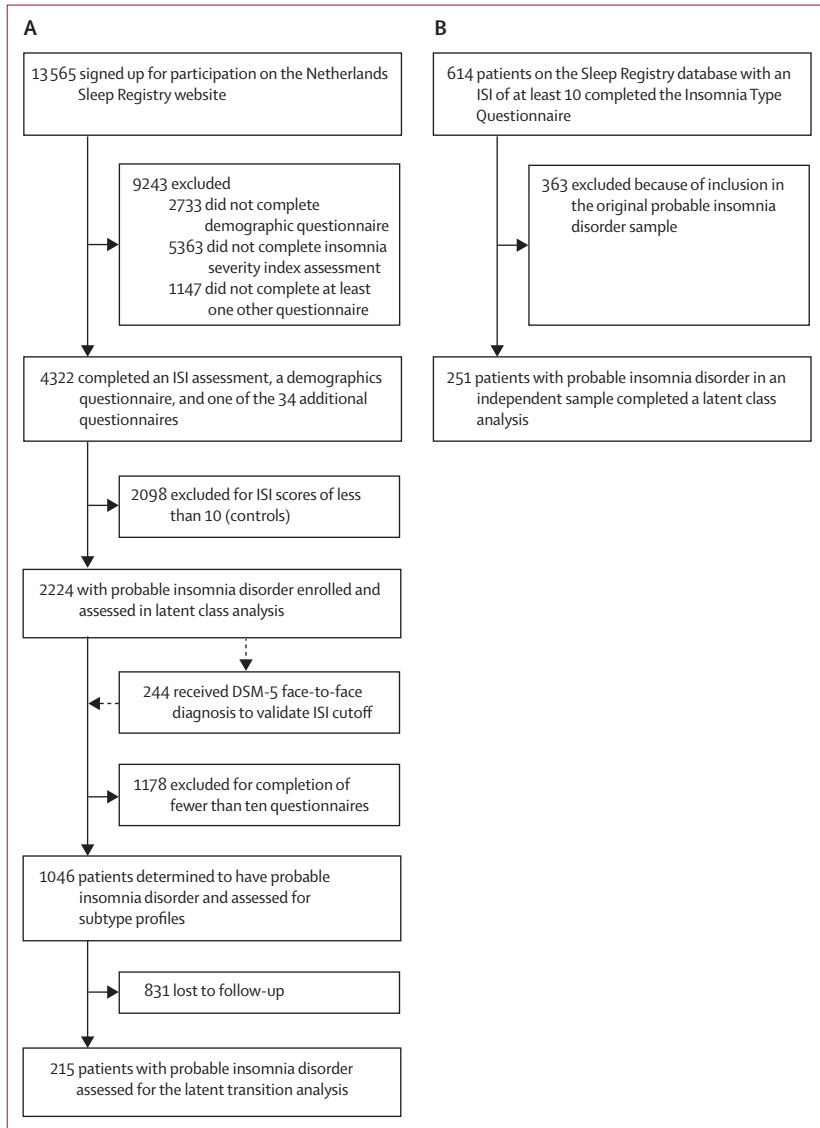 A
13 565 signed up for participation on the Netherlands
Sleep Registry website
9243 excluded
2733 did not complete
demographic questionnaire
5363 did not complete insomnia
severity index assessment
1147 did not complete at least
one other questionnaire
4322 completed an ISI assessment, a demographics
questionnaire, and one of the 34 additional
questionnaires
2098 excluded for ISI scores of less
than 10 (controls)
2224 with probable insomnia disorder enrolled and
assessed in latent class analysis
244 received DSM-5 face-to-face
diagnosis to validate ISI cutoff
1178 excluded for completion of
fewer than ten questionnaires
1046 patients determined to have probable
insomnia disorder and assessed for
subtype profiles
831 lost to follow-up
215 patients with probable insomnia disorder
assessed for the latent transition analysis
B
614 patients on the Sleep Registry database with an
ISI of at least 10 completed the Insomnia Type
Questionnaire
363 excluded because of inclusion in
the original probable insomnia
disorder sample
251 patients with probable insomnia disorder in an
independent sample completed a latent class
analysis